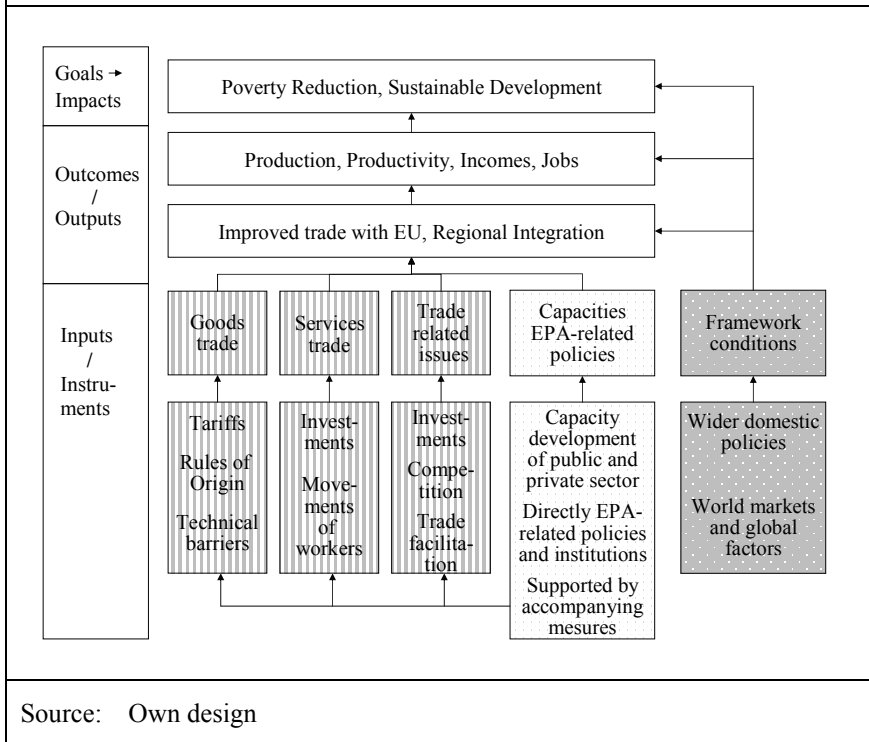 Goals →
Impacts
Poverty Reduction, Sustainable Development
Outcomes
/
Outputs
Production, Productivity, Incomes, Jobs
Improved trade with EU, Regional Integration
Inputs
/
Instru-
ments
Goods
trade
Services
trade
Trade
related
issues
Capacities
EPA-related
policies
Framework
conditions
Tariffs
Rules of
Origin
Technical
barriers
Invest-
ments
Move-
ments
of
workers
Invest-
ments
Compe-
tition
Trade
facilita-
tion
Capacity
development
of public and
private sector
Directly EPA-
related policies
and institutions
Supported by
accompanying
mesures
Wider domestic
policies
World markets
and global
factors
Source: Own design